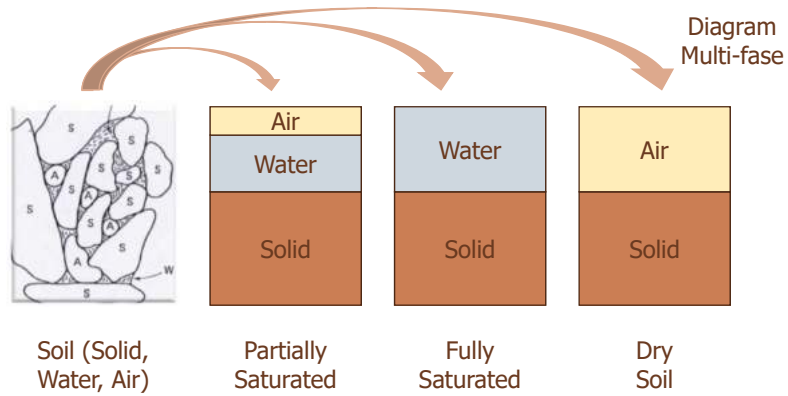 Diagram
Multi-fase
S
S
S
A
S
S
S
A
S
S
S
A
S
A
W
S
Air
Water
Solid
Water
Solid
Air
Solid
Soil (Solid,
Water, Air)
Partially
Saturated
Fully
Saturated
Dry
Soil